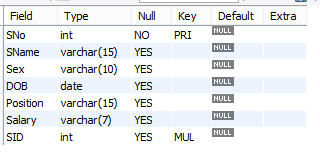 Field Type Null Key Default Extra
SNo int NO PRI NULL
SName varchar(15) YES NULL
Sex varchar(10) YES NULL
DOB date YES NULL
Position varchar(15) YES NULL
Salary varchar(7) YES NULL
SID int YES MUL NULL